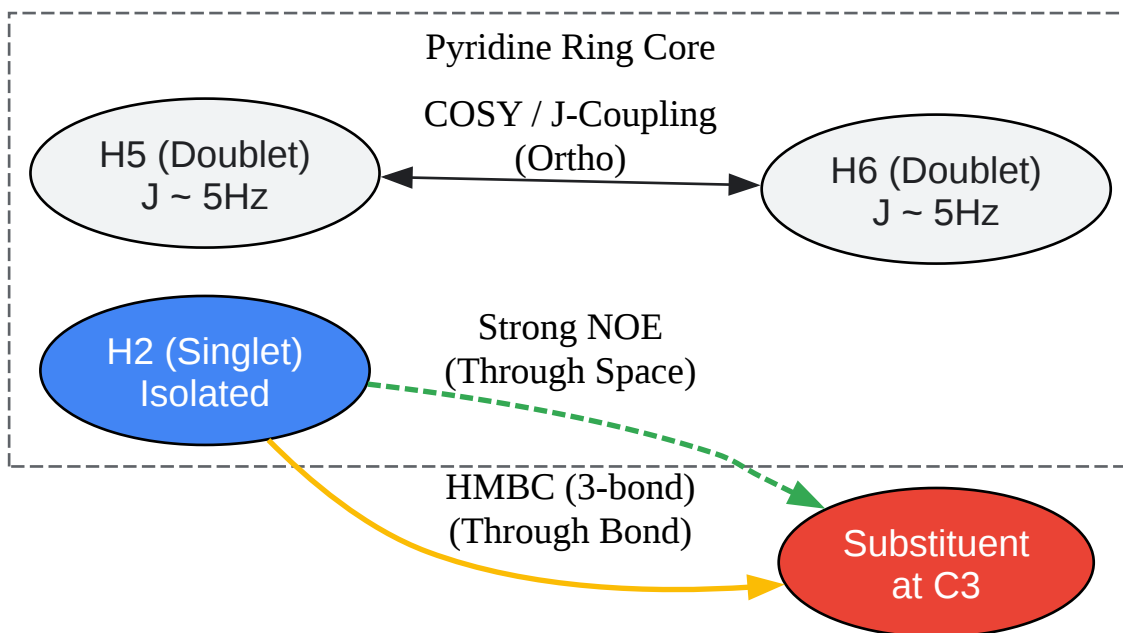 Pyridine Ring Core
COSY / J-Coupling
(Ortho)
H5 (Doublet)
J ~ 5Hz
H6 (Doublet)
J ~ 5Hz
H2 (Singlet)
Isolated
Strong NOE
(Through Space)
HMBC (3-bond)
(Through Bond)
Substituent
at C3